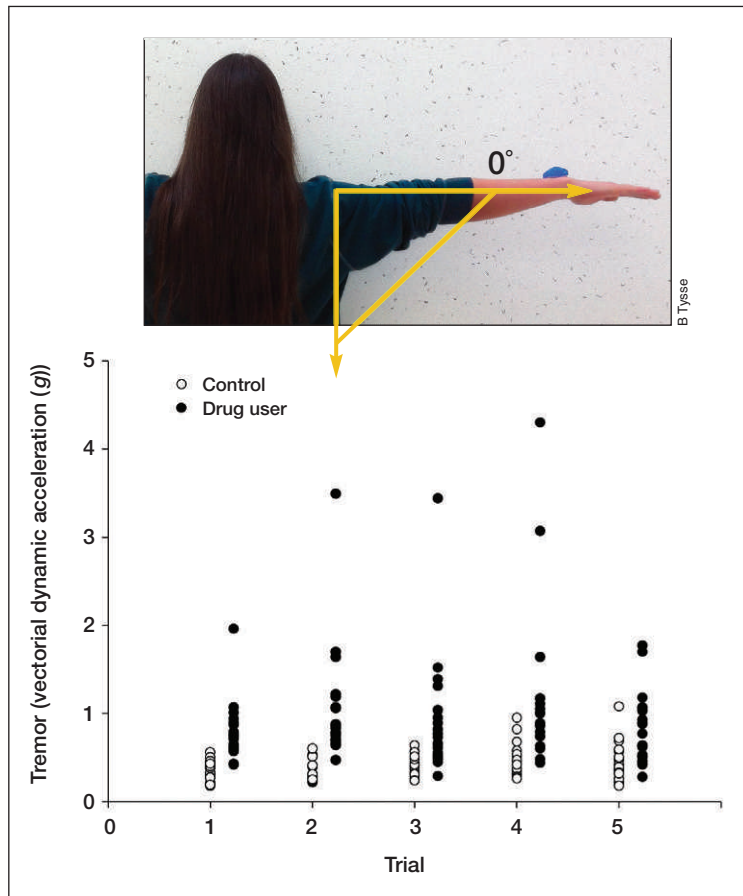 0°
B Tysse
Control
Drug user
Tremor (vectorial dynamic acceleration (g))
5
4
3
2
1
0
0 1 2 3 4 5
Trial